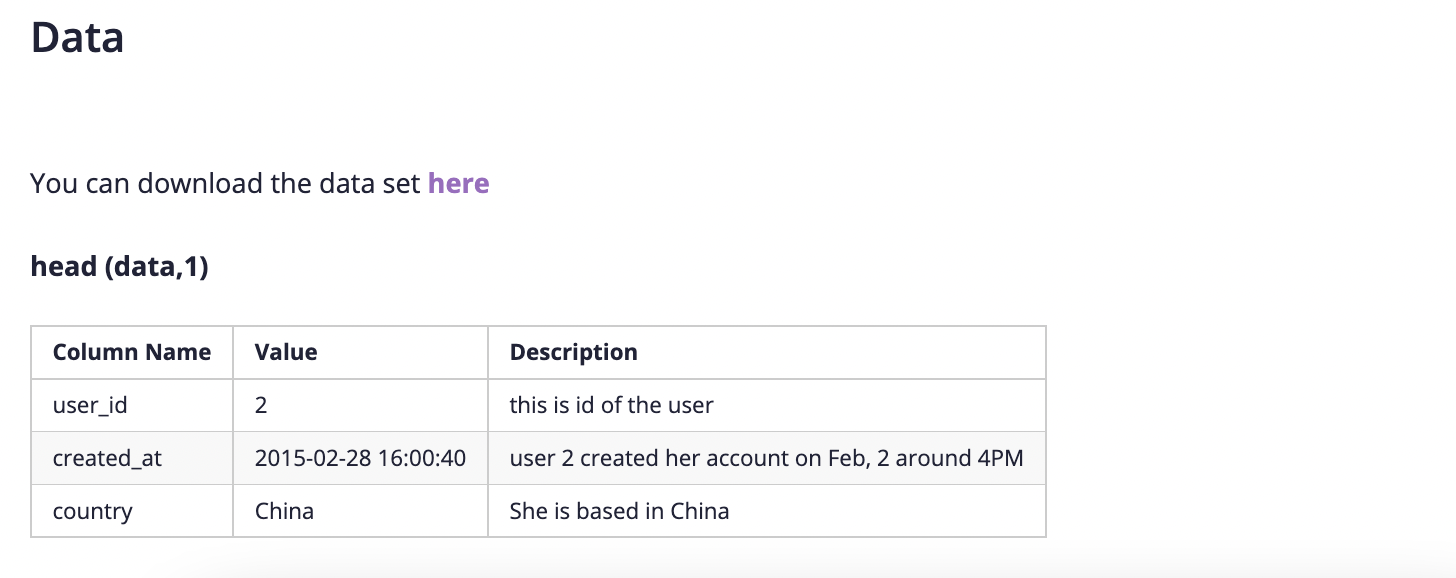 Data
You can download the data set here
head (data,1)
Column Name Value Description
user_id 2 this is id of the user
created_at 2015-02-28 16:00:40 user 2 created her account on Feb, 2 around 4PM
country China She is based in China